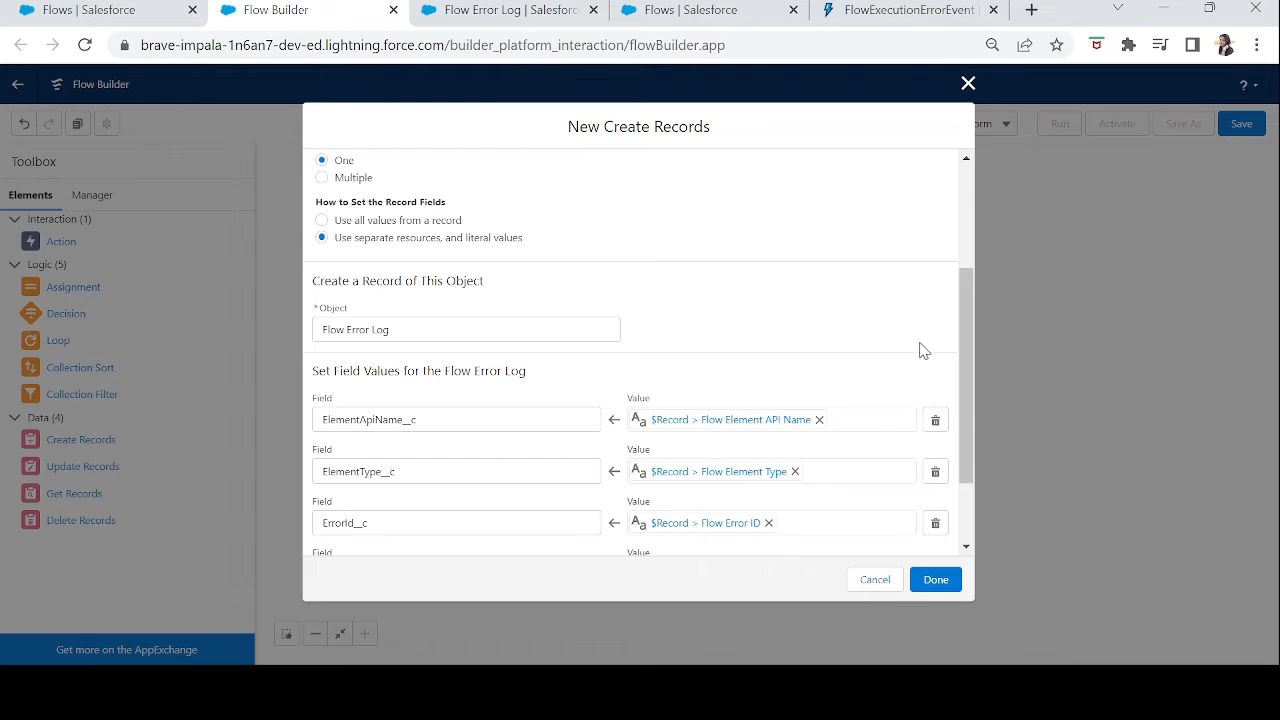 Flows | Salesforce
Flow Builder
Flow Error Log | Salesforc
Flows | Salesforce
FlowExecutionErrorEvent
brave-impala-1n6an7-dev-ed.lightning.force.com/builder_platform_interaction/flowBuilder.app
Flow Builder
?
New Create Records
orm
Run
Activate
Save As
Save
Toolbox
Elements
Manager
Interaction (1)
Action
Logic (5)
Assignment
Decision
Loop
Collection Sort
Collection Filter
Data (4)
Create Records
Update Records
Get Records
Delete Records
Get more on the AppExchange
One
Multiple
How to Set the Record Fields
Use all values from a record
Use separate resources, and literal values
Create a Record of This Object
*Object
Flow Error Log
Set Field Values for the Flow Error Log
Field
Value
ElementApiName__c
Aa $Record > Flow Element API Name
Field
Value
ElementType__c
Aa $Record > Flow Element Type
Field
Value
ErrorId__c
Aa $Record > Flow Error ID
Field
Value
Cancel
Done